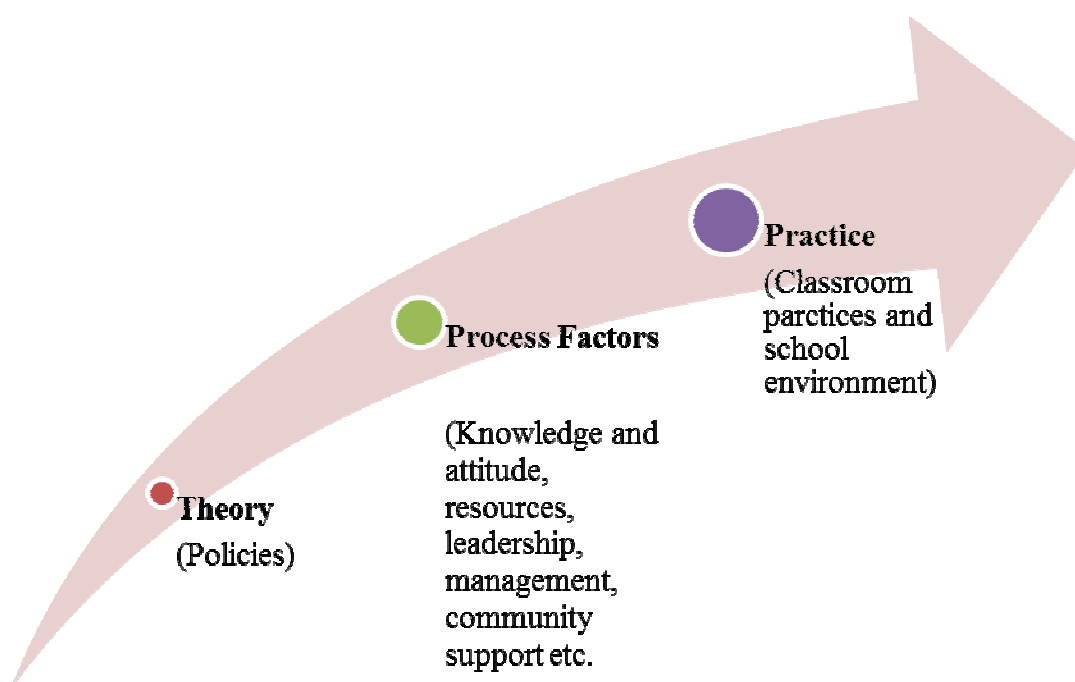 Theory
(Policies)
Process Factors
(Knowledge and
attitude,
resources,
leadership,
management,
community
support etc.
Practice
(Classroom
parctices and
school
environment)